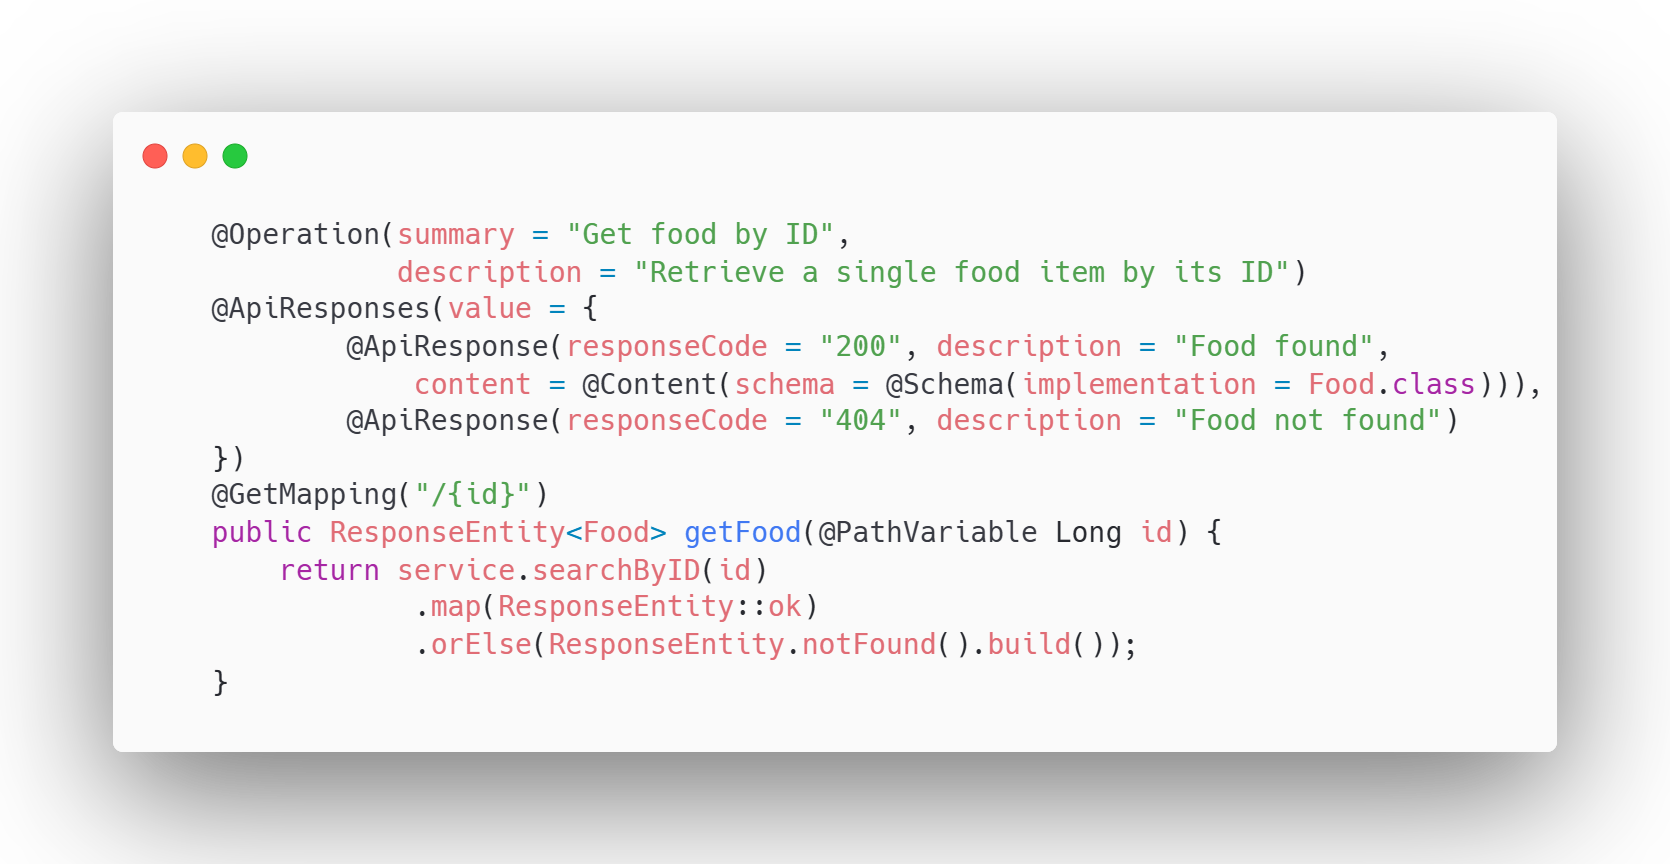 @Operation(summary = "Get food by ID",
           description = "Retrieve a single food item by its ID")
@ApiResponses(value = {
        @ApiResponse(responseCode = "200", description = "Food found",
            content = @Content(schema = @Schema(implementation = Food.class))),
        @ApiResponse(responseCode = "404", description = "Food not found")
})
@GetMapping("/{id}")
public ResponseEntity<Food> getFood(@PathVariable Long id) {
    return service.searchByID(id)
            .map(ResponseEntity::ok)
            .orElse(ResponseEntity.notFound().build());
}